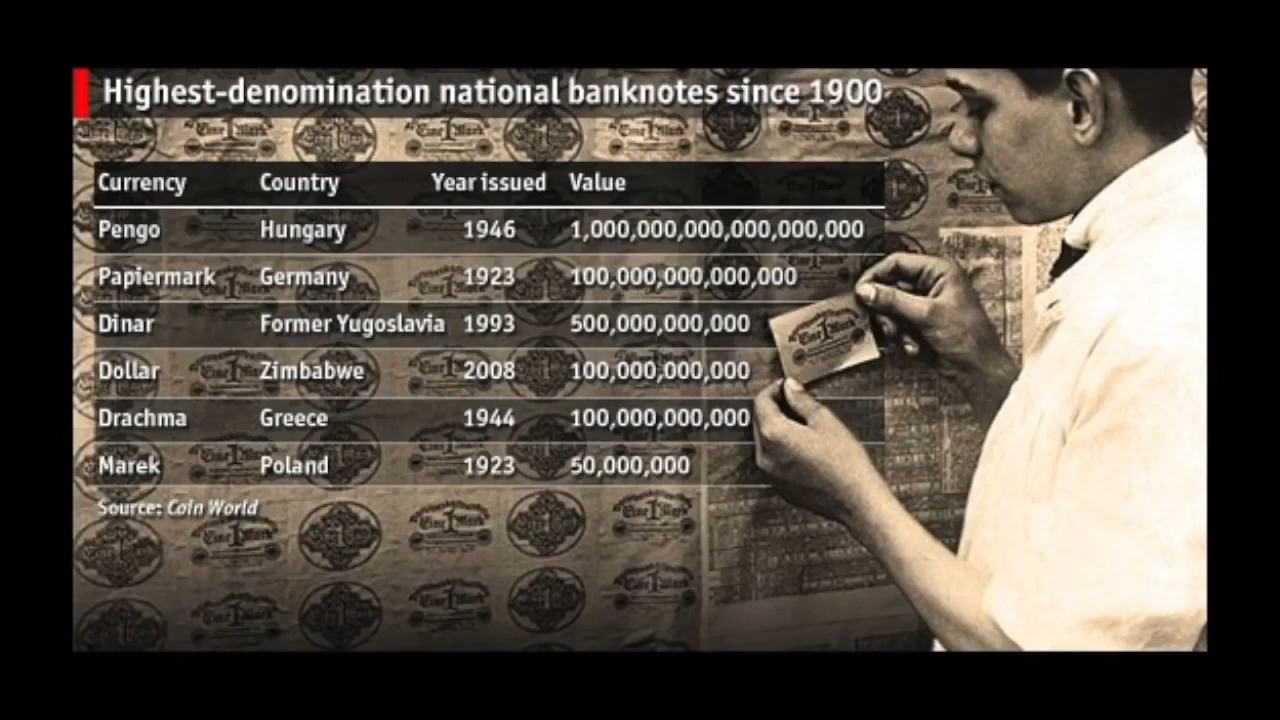 Highest-denomination national banknotes since 1900
Currency Country Year issued Value
Pengo Hungary 1946 1,000,000,000,000,000,000
Papiermark Germany 1923 100,000,000,000,000
Dinar Former Yugoslavia 1993 500,000,000,000
Dollar Zimbabwe 2008 100,000,000,000
Drachma Greece 1944 100,000,000,000
Marek Poland 1923 50,000,000
Source: Coin World
Eine 1 Mark